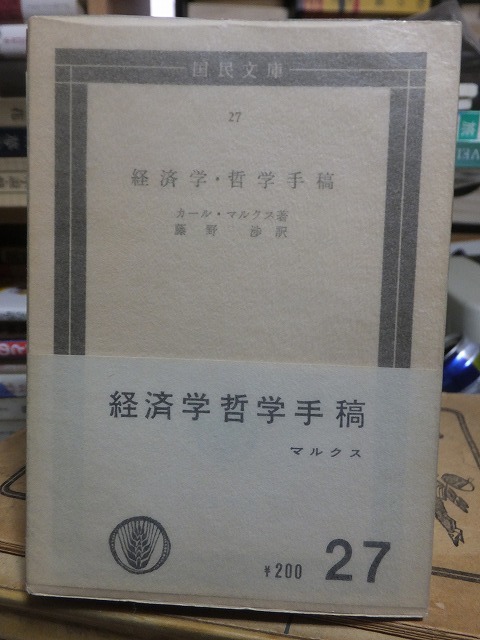 国民文庫
27
経済学・哲学手稿
カール・マルクス著
藤野渉訳
経済学哲学手稿
マルクス
¥200
27